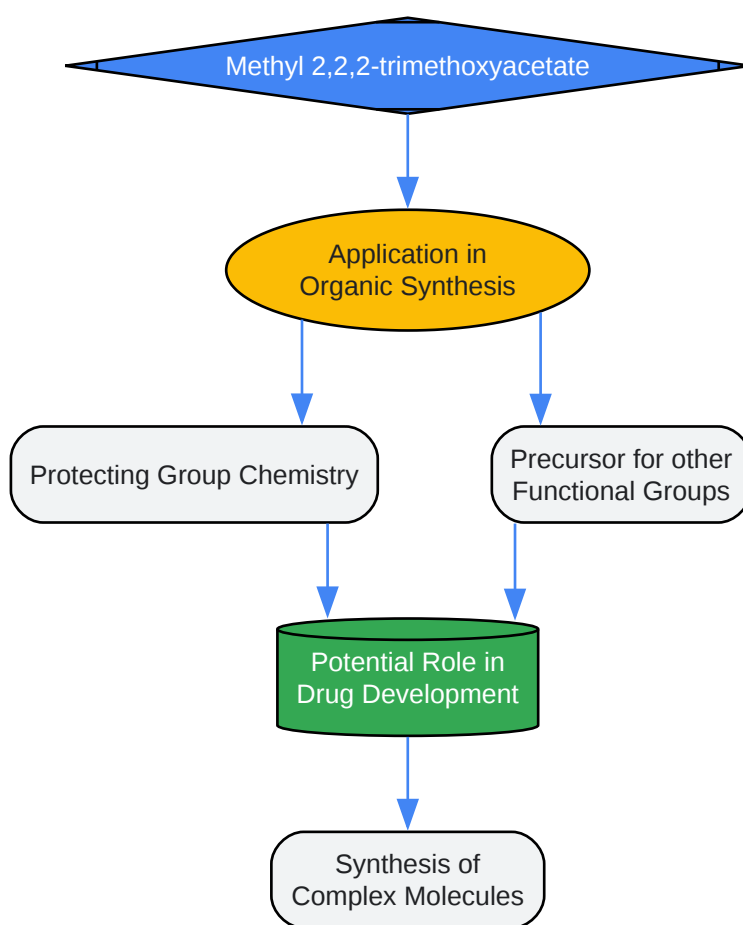 Methyl 2,2,2-trimethoxyacetate
Application in
Organic Synthesis
Protecting Group Chemistry
Precursor for other
Functional Groups
Potential Role in
Drug Development
Synthesis of
Complex Molecules